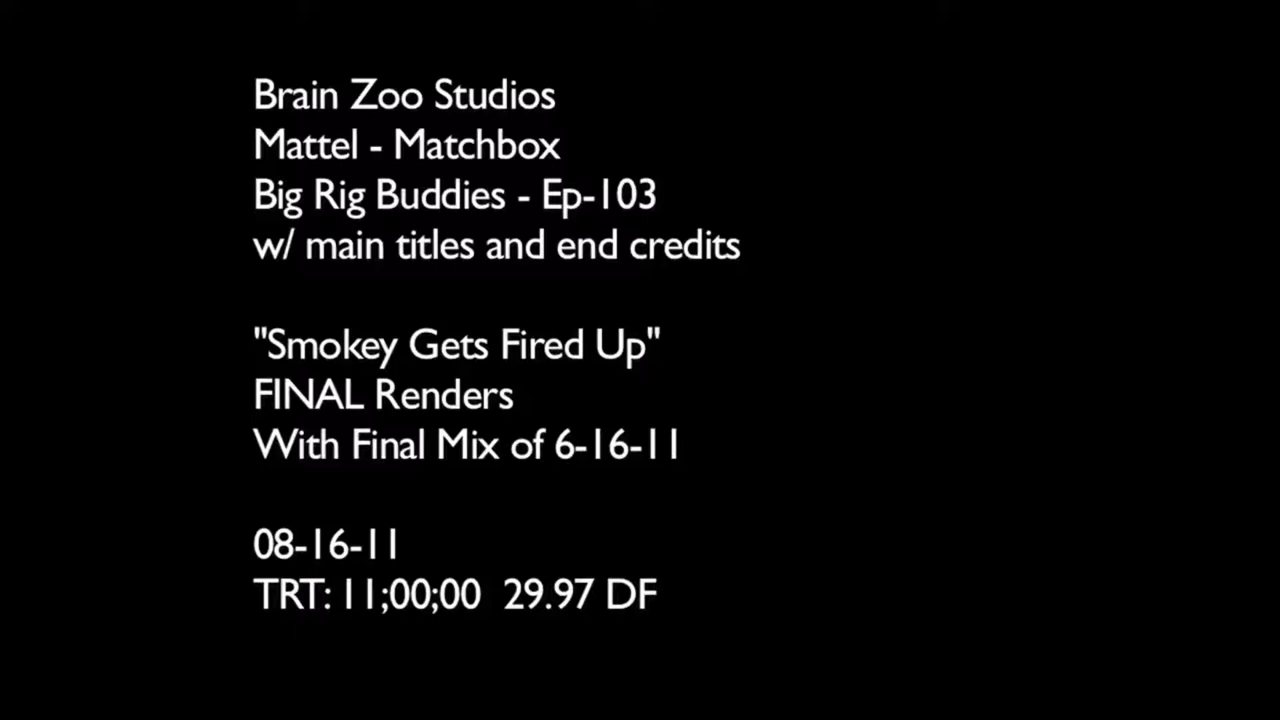 Brain Zoo Studios
Mattel - Matchbox
Big Rig Buddies - Ep-103
w/ main titles and end credits
"Smokey Gets Fired Up"
FINAL Renders
With Final Mix of 6-16-11
08-16-11
TRT: 11;00;00  29.97 DF